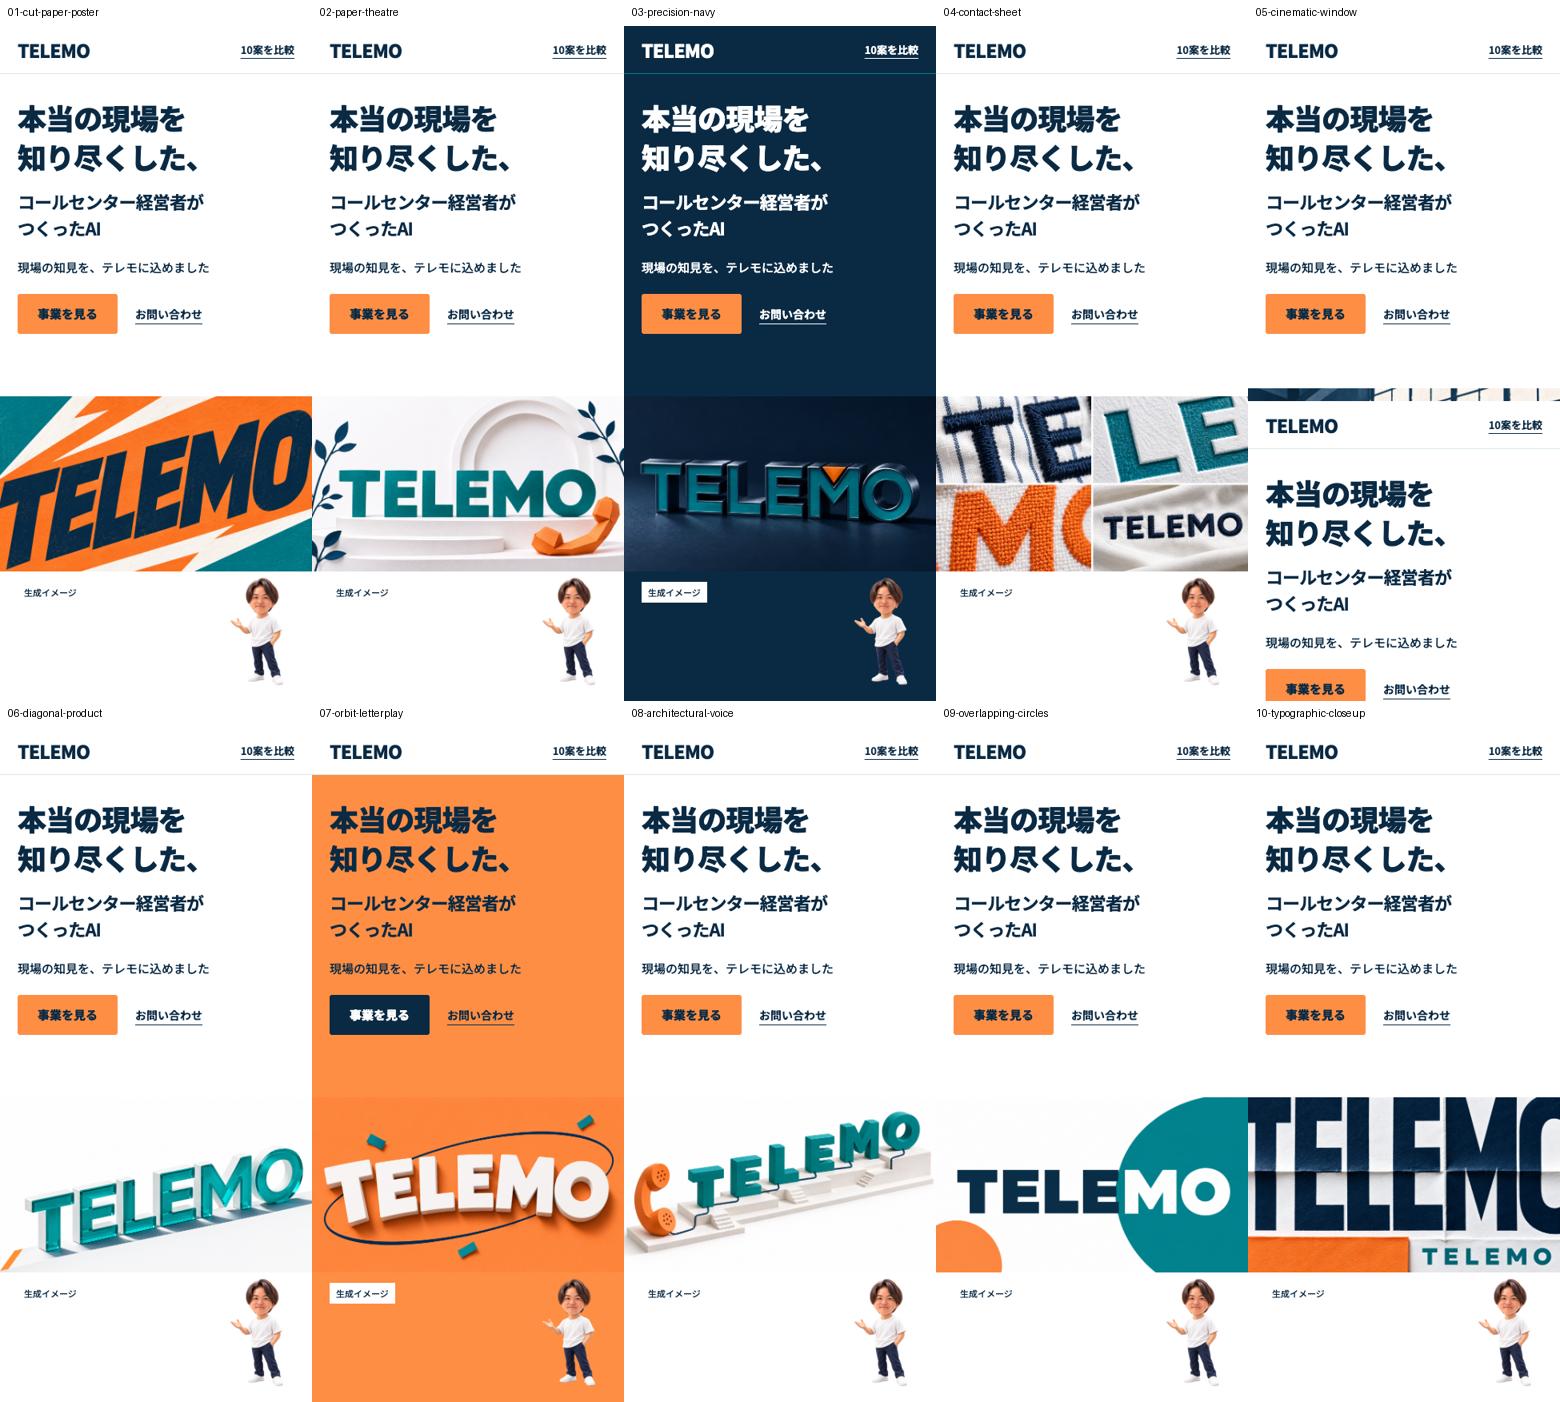 01-cut-paper-poster
TELEMO
10案を比較
本当の現場を
知り尽くした、
コールセンター経営者が
つくったAI
現場の知見を、テレモに込めました
事業を見る
お問い合わせ
TELEMO
生成イメージ
02-paper-theatre
TELEMO
10案を比較
本当の現場を
知り尽くした、
コールセンター経営者が
つくったAI
現場の知見を、テレモに込めました
事業を見る
お問い合わせ
TELEMO
生成イメージ
03-precision-navy
TELEMO
10案を比較
本当の現場を
知り尽くした、
コールセンター経営者が
つくったAI
現場の知見を、テレモに込めました
事業を見る
お問い合わせ
TELEMO
生成イメージ
04-contact-sheet
TELEMO
10案を比較
本当の現場を
知り尽くした、
コールセンター経営者が
つくったAI
現場の知見を、テレモに込めました
事業を見る
お問い合わせ
TE
LE
MO
TELEMO
生成イメージ
05-cinematic-window
TELEMO
10案を比較
本当の現場を
知り尽くした、
コールセンター経営者が
つくったAI
現場の知見を、テレモに込めました
事業を見る
お問い合わせ
TELEMO
10案を比較
本当の現場を
知り尽くした、
コールセンター経営者が
つくったAI
現場の知見を、テレモに込めました
事業を見る
お問い合わせ
06-diagonal-product
TELEMO
10案を比較
本当の現場を
知り尽くした、
コールセンター経営者が
つくったAI
現場の知見を、テレモに込めました
事業を見る
お問い合わせ
TELEMO
生成イメージ
07-orbit-letterplay
TELEMO
10案を比較
本当の現場を
知り尽くした、
コールセンター経営者が
つくったAI
現場の知見を、テレモに込めました
事業を見る
お問い合わせ
TELEMO
生成イメージ
08-architectural-voice
TELEMO
10案を比較
本当の現場を
知り尽くした、
コールセンター経営者が
つくったAI
現場の知見を、テレモに込めました
事業を見る
お問い合わせ
TELEMO
生成イメージ
09-overlapping-circles
TELEMO
10案を比較
本当の現場を
知り尽くした、
コールセンター経営者が
つくったAI
現場の知見を、テレモに込めました
事業を見る
お問い合わせ
TELEMO
生成イメージ
10-typographic-closeup
TELEMO
10案を比較
本当の現場を
知り尽くした、
コールセンター経営者が
つくったAI
現場の知見を、テレモに込めました
事業を見る
お問い合わせ
TELEMO
TELEMO
生成イメージ